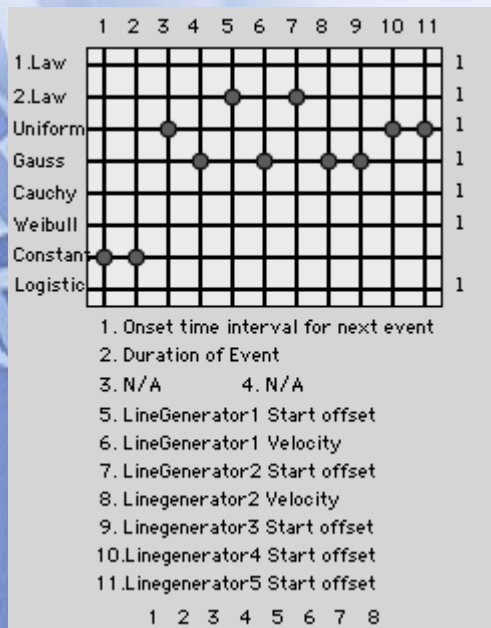 1 2 3 4 5 6 7 8 9 10 11
1.Law 1
2.Law 1
Uniform 1
Gauss 1
Cauchy 1
Weibull 1
Constant
Logistic 1
1. Onset time interval for next event
2. Duration of Event
3. N/A 4. N/A
5. LineGenerator1 Start offset
6. LineGenerator1 Velocity
7. LineGenerator2 Start offset
8. Linegenerator2 Velocity
9. Linegenerator3 Start offset
10.Linegenerator4 Start offset
11.Linegenerator5 Start offset
1 2 3 4 5 6 7 8